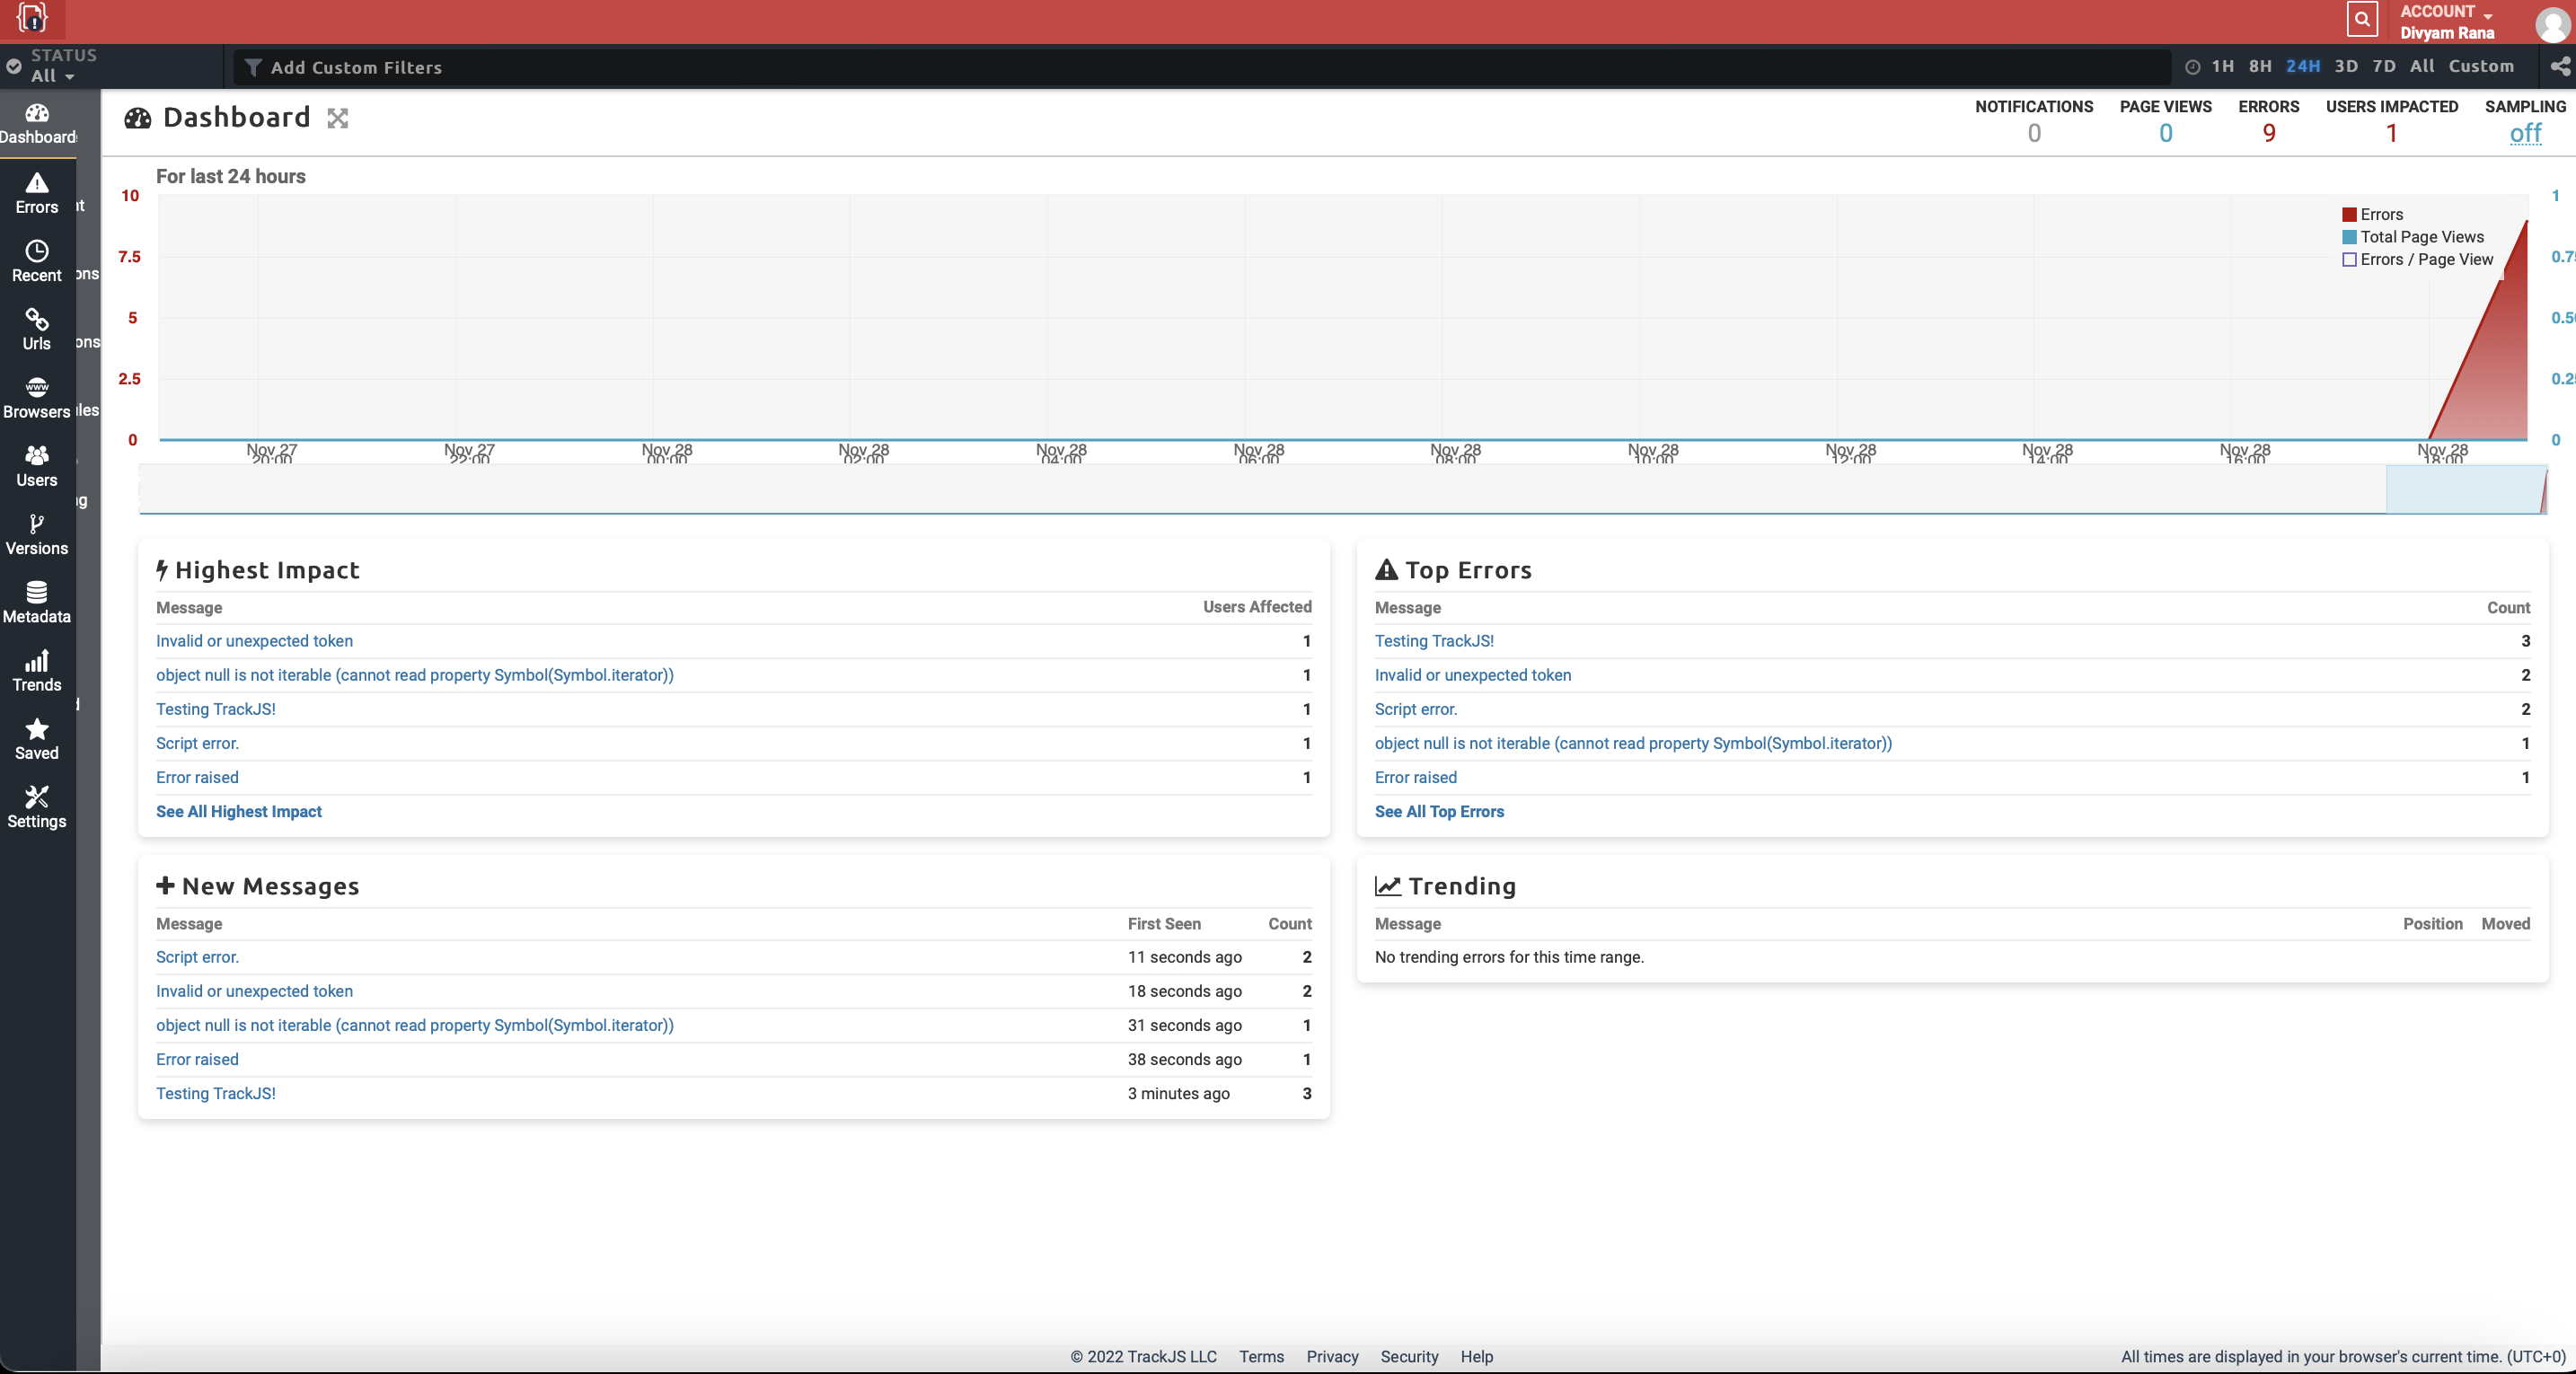 ACCOUNT
Divyam Rana
STATUS
All
Add Custom Filters
1H 8H 24H 3D 7D All Custom
Dashboard
Errors
Recent
Urls
Browsers
Users
Versions
Metadata
Trends
Saved
Settings
Dashboard
NOTIFICATIONS PAGE VIEWS ERRORS USERS IMPACTED SAMPLING
0 0 9 1 off
For last 24 hours
10
7.5
5
2.5
0
1
0
Errors
Total Page Views
Errors / Page View
Nov 27 20:00
Nov 27 22:00
Nov 28 00:00
Nov 28 02:00
Nov 28 04:00
Nov 28 06:00
Nov 28 08:00
Nov 28 10:00
Nov 28 12:00
Nov 28 14:00
Nov 28 16:00
Nov 28 18:00
Highest Impact
Message Users Affected
Invalid or unexpected token 1
object null is not iterable (cannot read property Symbol(Symbol.iterator)) 1
Testing TrackJS! 1
Script error. 1
Error raised 1
See All Highest Impact
Top Errors
Message Count
Testing TrackJS! 3
Invalid or unexpected token 2
Script error. 2
object null is not iterable (cannot read property Symbol(Symbol.iterator)) 1
Error raised 1
See All Top Errors
New Messages
Message First Seen Count
Script error. 11 seconds ago 2
Invalid or unexpected token 18 seconds ago 2
object null is not iterable (cannot read property Symbol(Symbol.iterator)) 31 seconds ago 1
Error raised 38 seconds ago 1
Testing TrackJS! 3 minutes ago 3
Trending
Message Position Moved
No trending errors for this time range.
© 2022 TrackJS LLC Terms Privacy Security Help
All times are displayed in your browser's current time. (UTC+0)